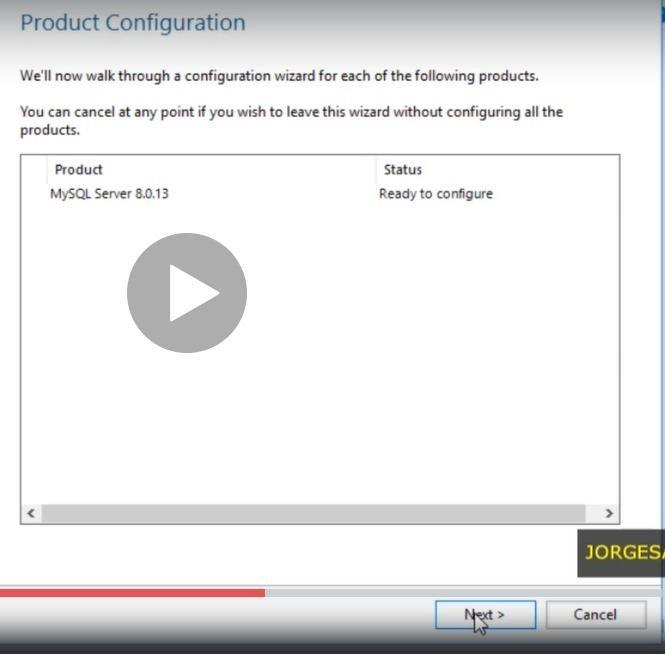 Product Configuration
We'll now walk through a configuration wizard for each of the following products.
You can cancel at any point if you wish to leave this wizard without configuring all the
products.
Product Status
MySQL Server 8.0.13 Ready to configure
Next > Cancel